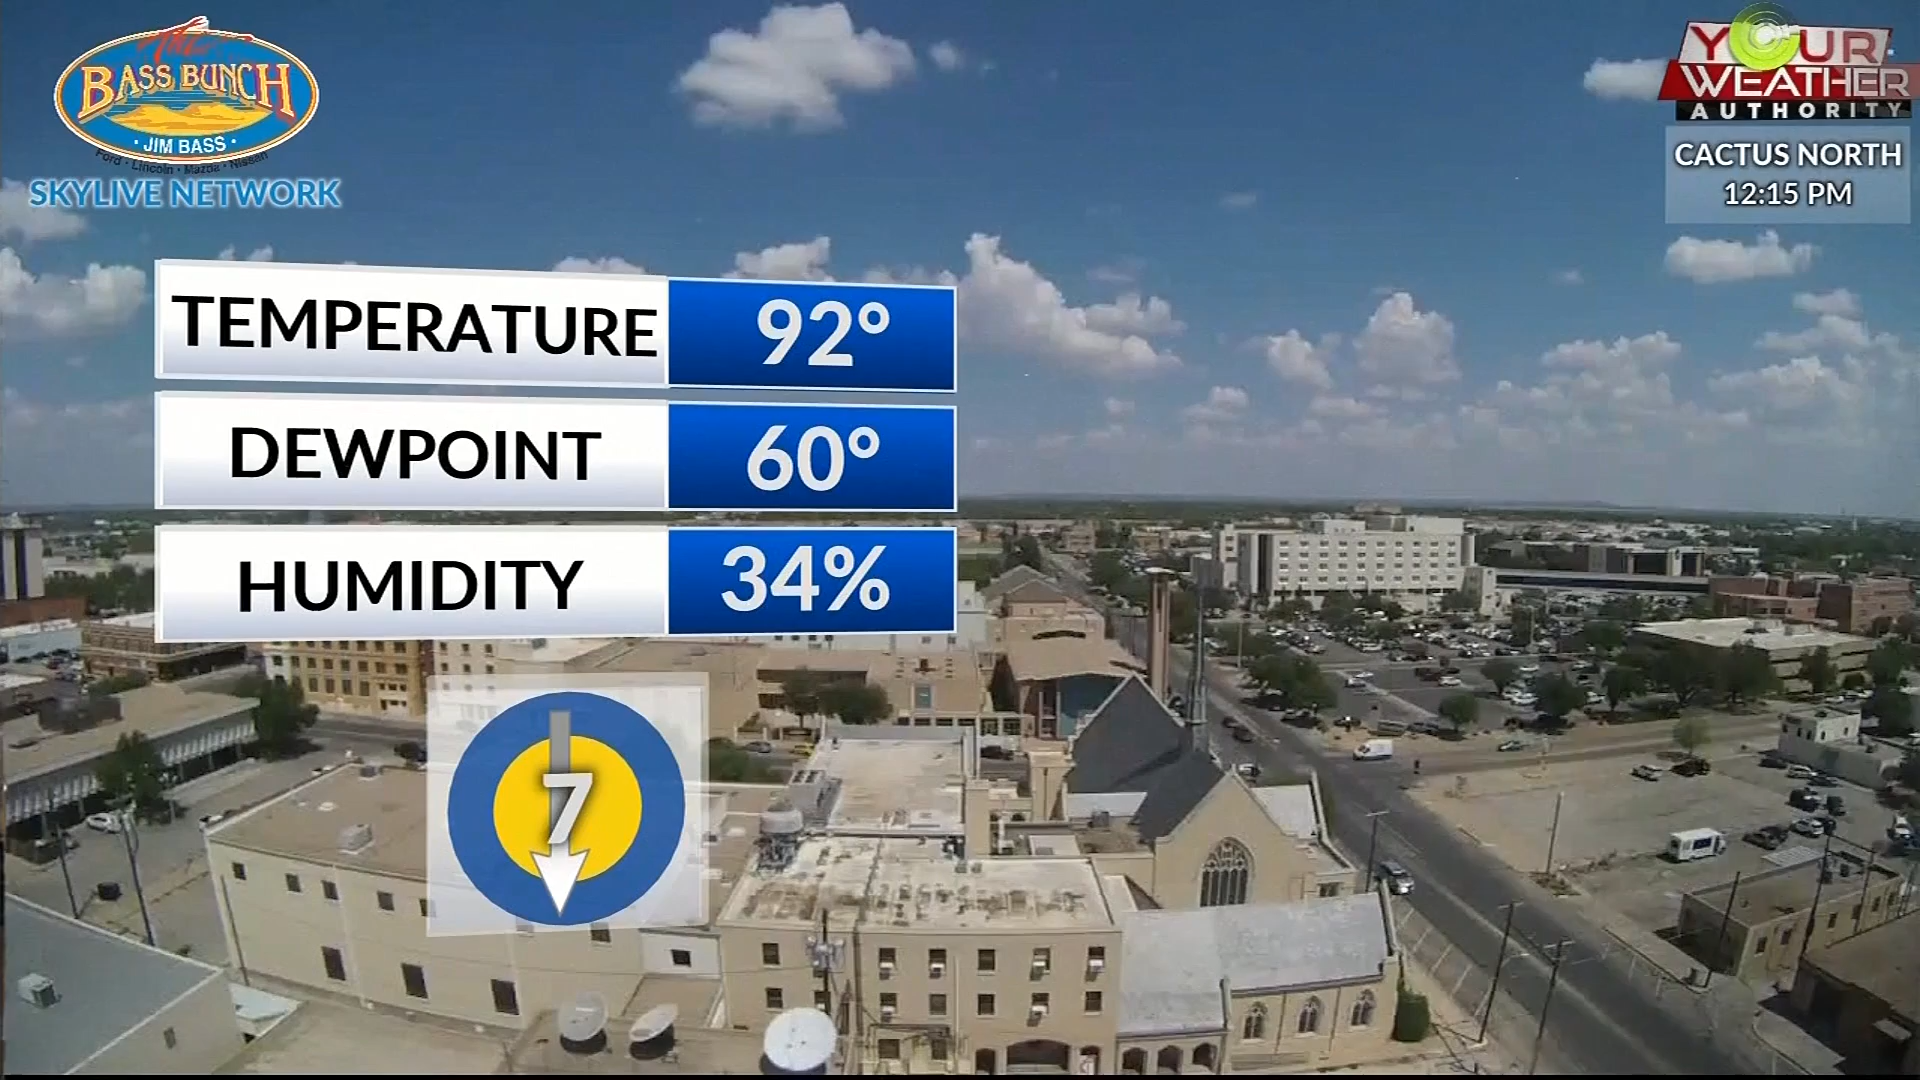 The
BASS BUNCH
· JIM BASS ·
Ford · Lincoln · Mazda · Nissan
SKYLIVE NETWORK
YOUR
WEATHER
AUTHORITY
CACTUS NORTH
12:15 PM
TEMPERATURE 92°
DEWPOINT 60°
HUMIDITY 34%
7